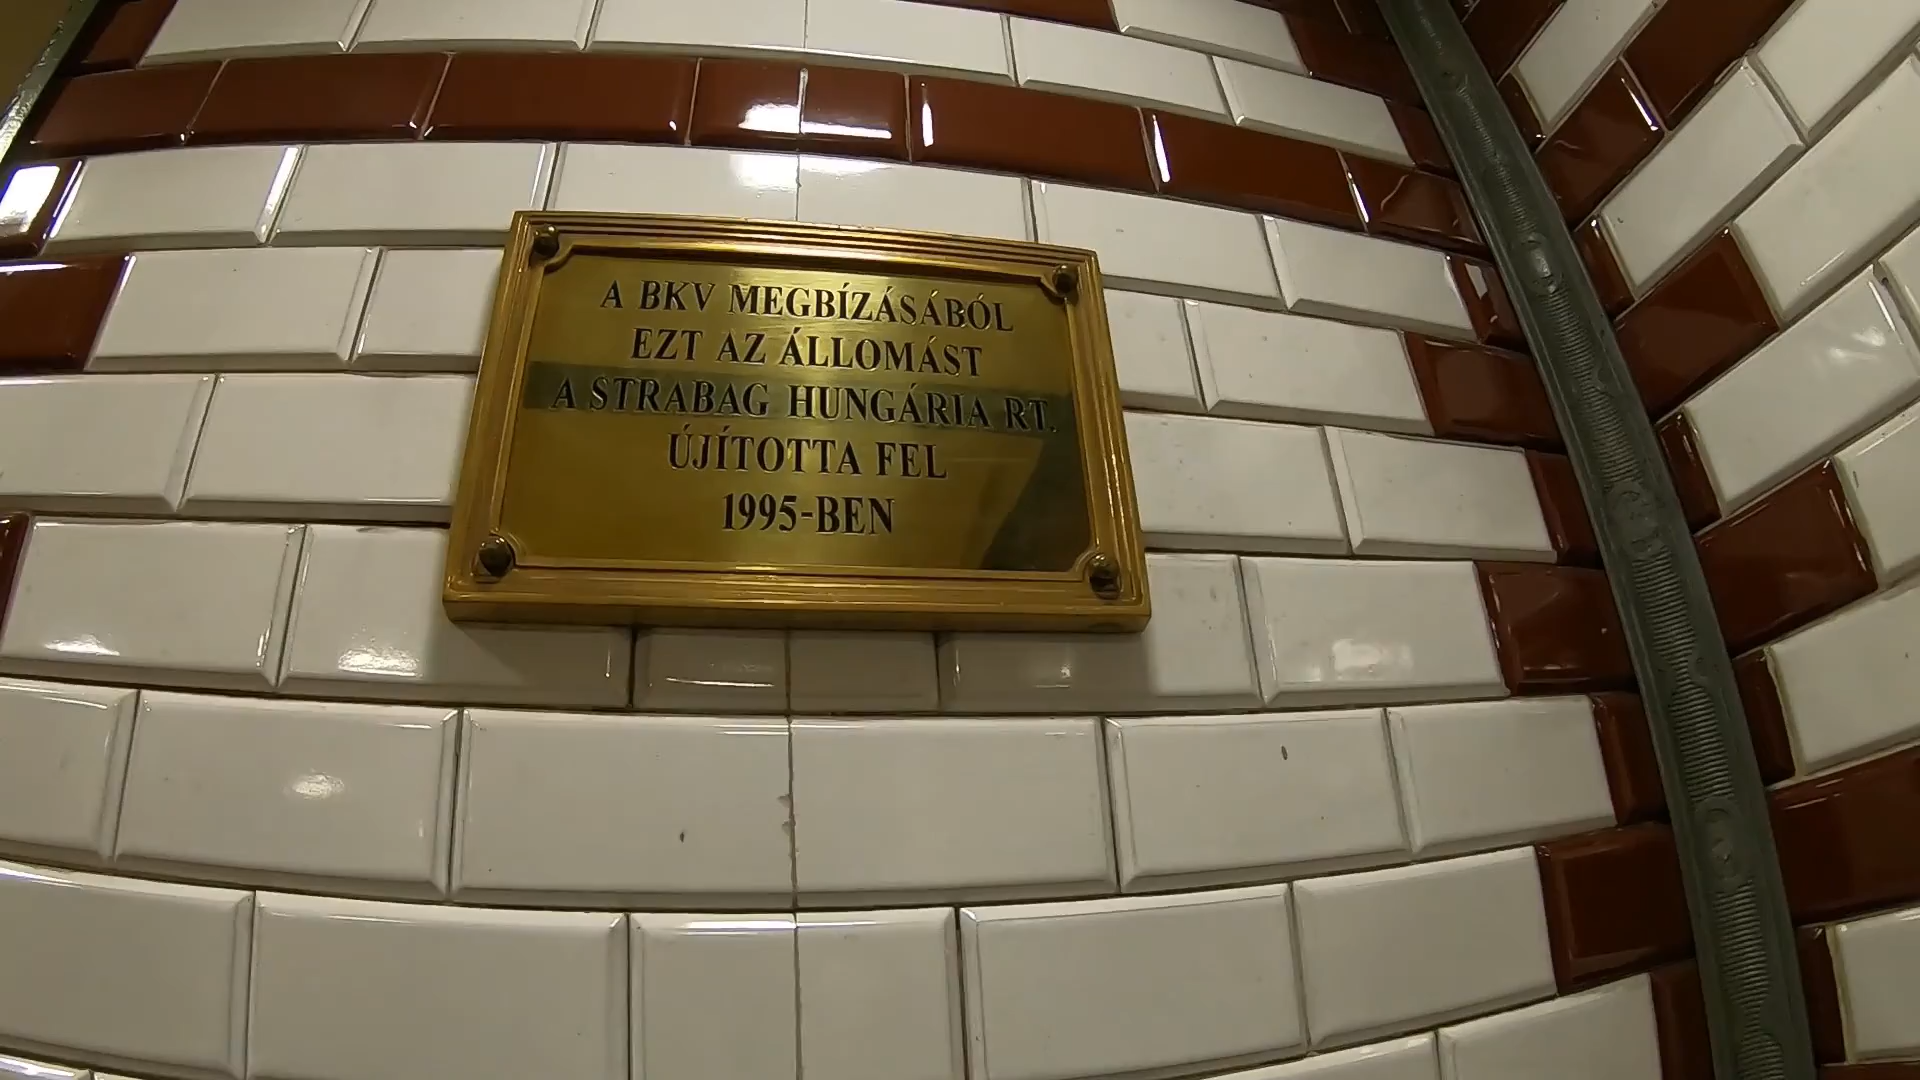 A BKV MEGBÍZÁSÁBÓL
EZT AZ ÁLLOMÁST
A STRABAG HUNGÁRIA RT.
ÚJÍTOTTA FEL
1995-BEN